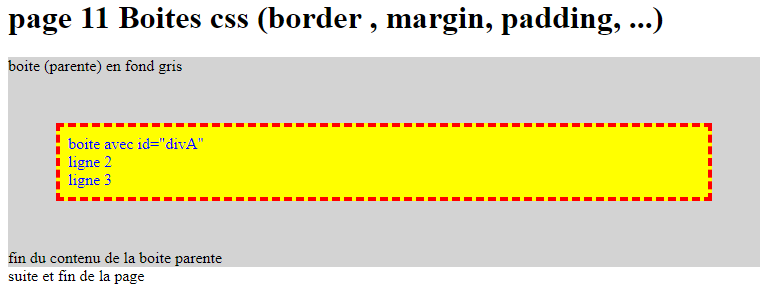 page 11 Boites css (border , margin, padding, ...)
boite (parente) en fond gris
boite avec id="divA"
ligne 2
ligne 3
fin du contenu de la boite parente
suite et fin de la page